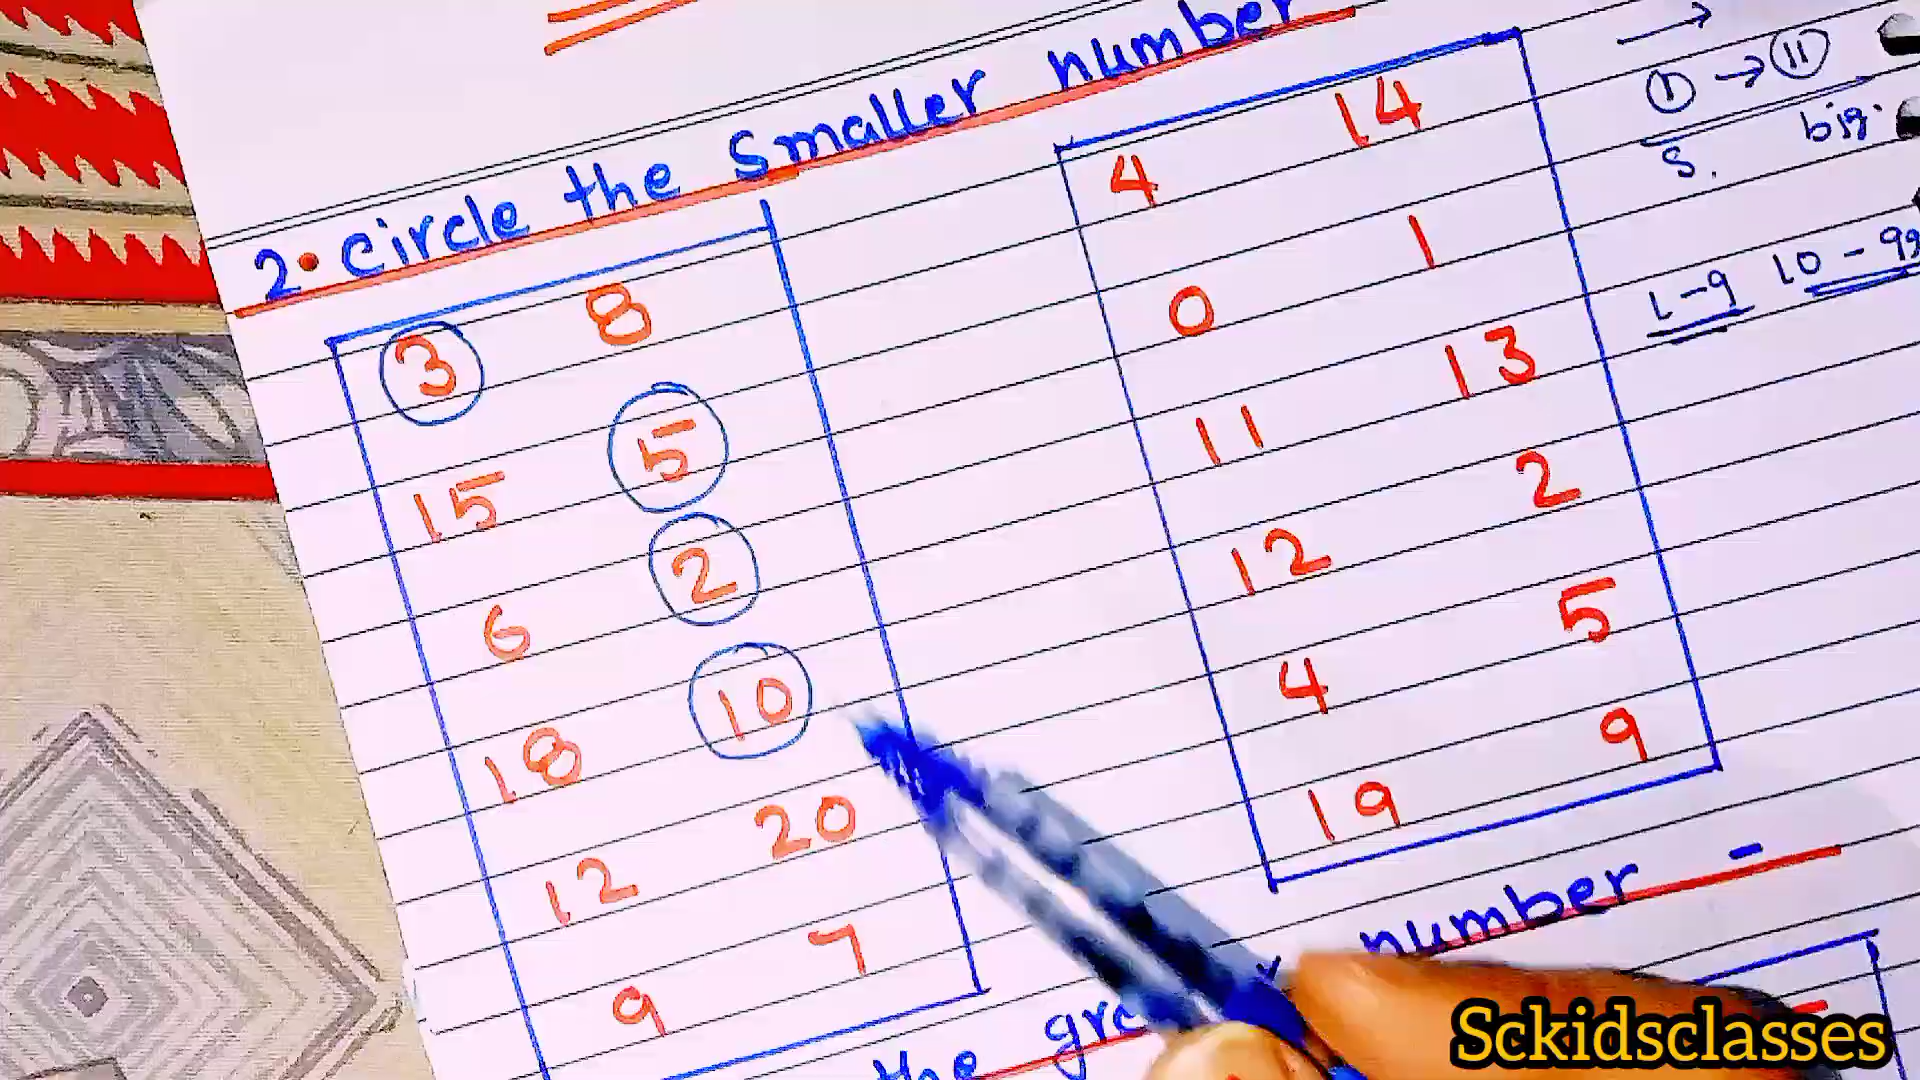 2. circle the smaller number
3 8
15 5
6 2
18 10
12 20
9 7
4 14
0 1
11 13
12 2
4 5
19 9
→
1 → 11
S. big.
1-9 10-99
the number -
Sckidsclasses